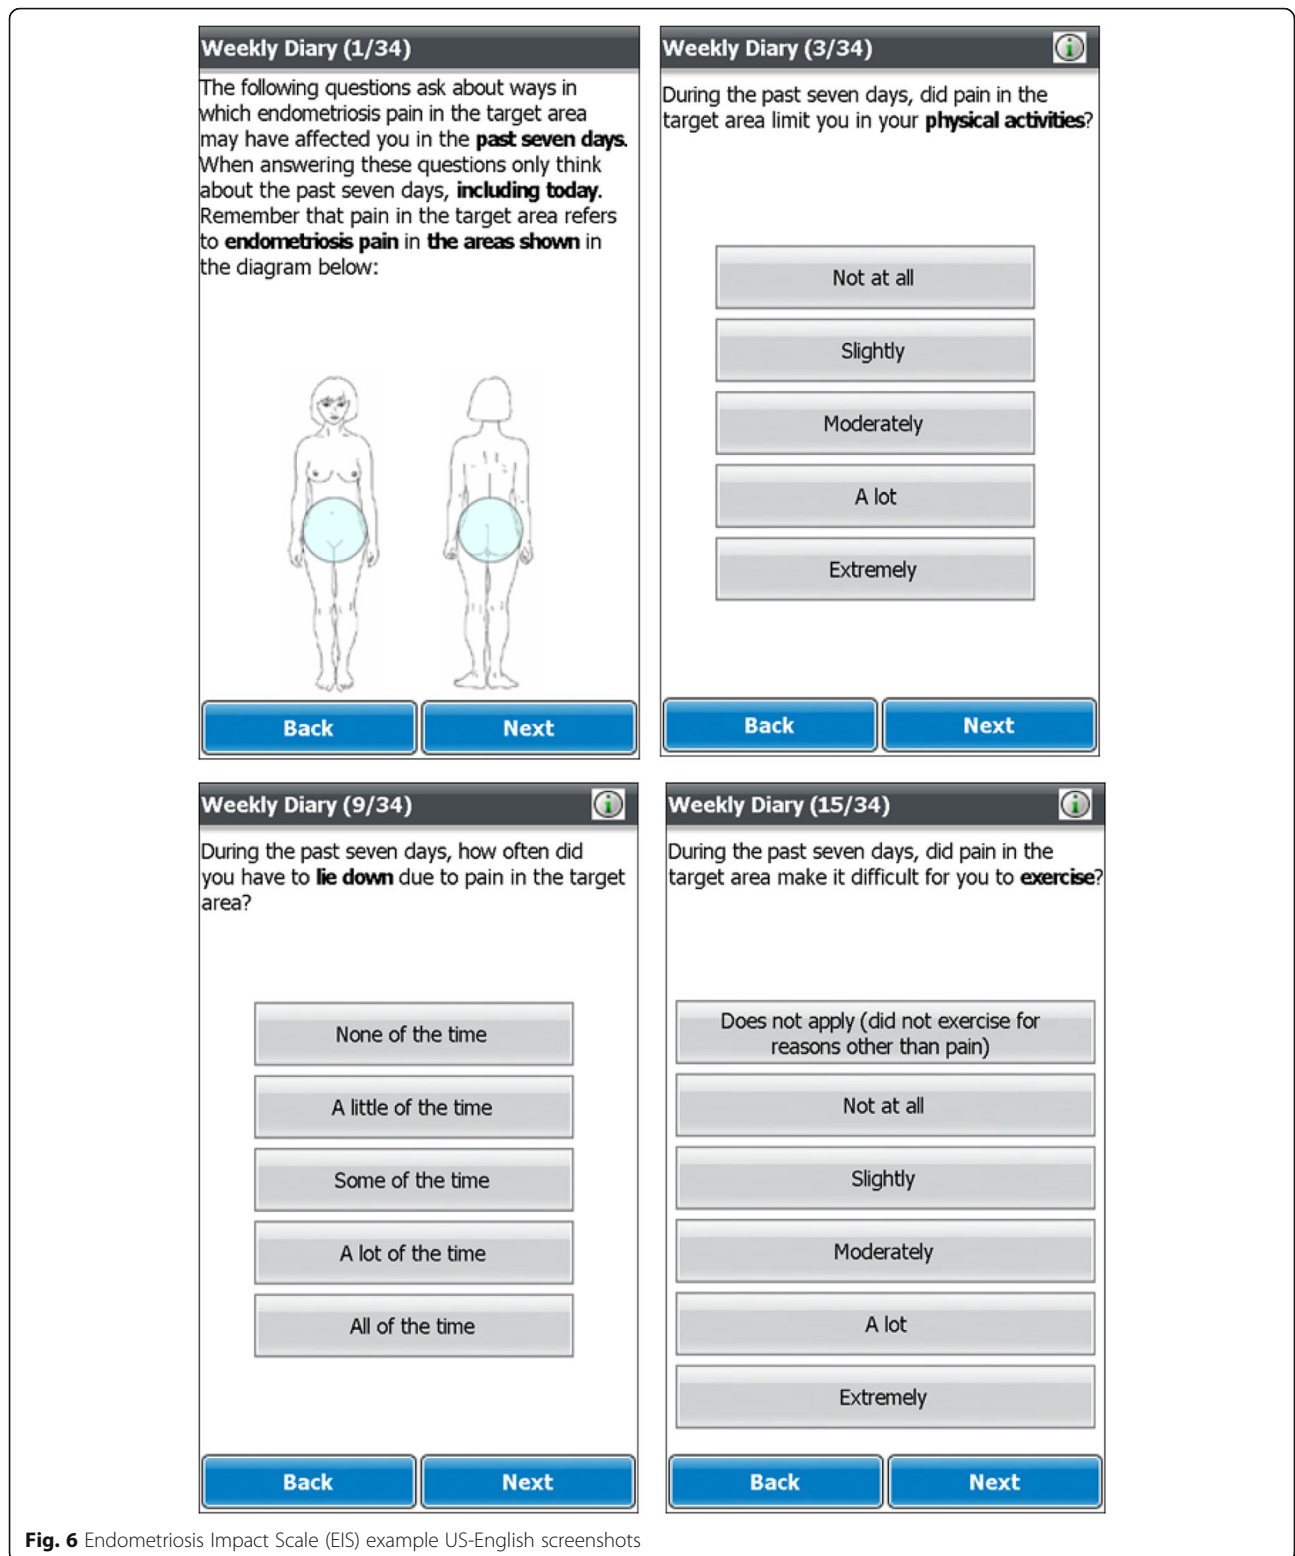 Weekly Diary (1/34)
The following questions ask about ways in
which endometriosis pain in the target area
may have affected you in the past seven days.
When answering these questions only think
about the past seven days, including today.
Remember that pain in the target area refers
to endometriosis pain in the areas shown in
the diagram below:
Back Next
Weekly Diary (3/34)
During the past seven days, did pain in the
target area limit you in your physical activities?
Not at all
Slightly
Moderately
A lot
Extremely
Back Next
Weekly Diary (9/34)
During the past seven days, how often did
you have to lie down due to pain in the target
area?
None of the time
A little of the time
Some of the time
A lot of the time
All of the time
Back Next
Weekly Diary (15/34)
During the past seven days, did pain in the
target area make it difficult for you to exercise?
Does not apply (did not exercise for
reasons other than pain)
Not at all
Slightly
Moderately
A lot
Extremely
Back Next
Fig. 6 Endometriosis Impact Scale (EIS) example US-English screenshots